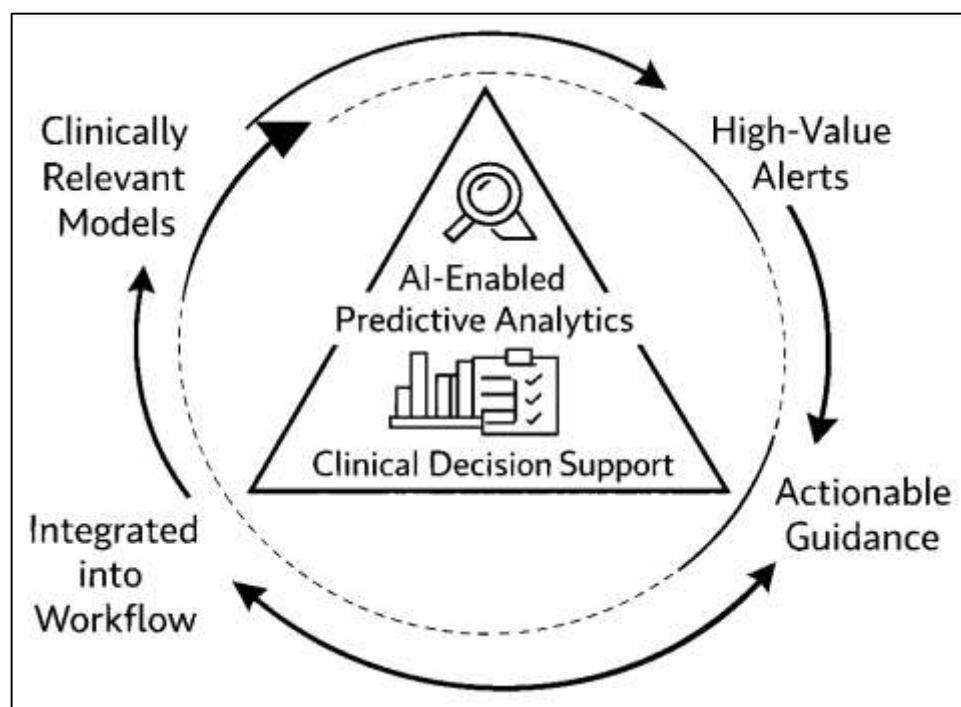 Clinically
Relevant
Models
High-Value
Alerts
AI-Enabled
Predictive Analytics
Clinical Decision Support
Integrated
into
Workflow
Actionable
Guidance